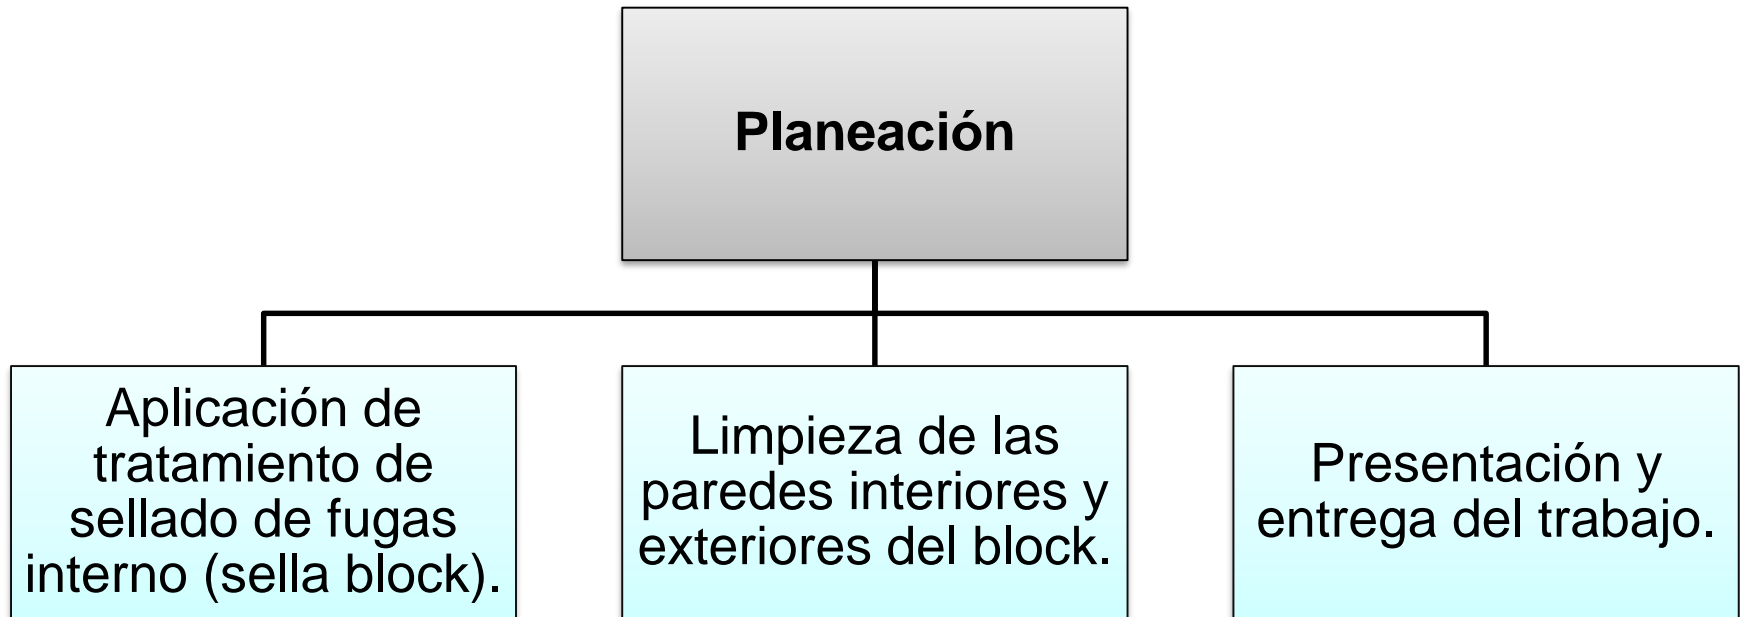 Planeación
Aplicación de
tratamiento de
sellado de fugas
interno (sella block).
Limpieza de las
paredes interiores y
exteriores del block.
Presentación y
entrega del trabajo.